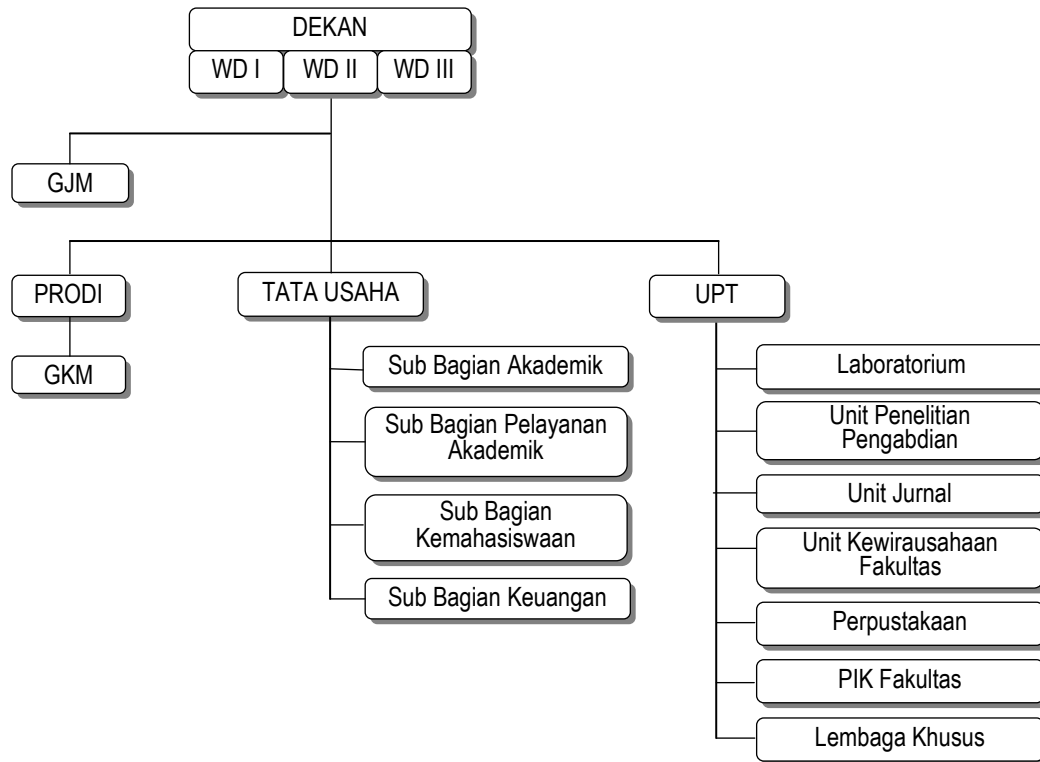 DEKAN
WD I
WD II
WD III
GJM
PRODI
TATA USAHA
UPT
GKM
Sub Bagian Akademik
Sub Bagian Pelayanan
Akademik
Sub Bagian
Kemahasiswaan
Sub Bagian Keuangan
Laboratorium
Unit Penelitian
Pengabdian
Unit Jurnal
Unit Kewirausahaan
Fakultas
Perpustakaan
PIK Fakultas
Lembaga Khusus